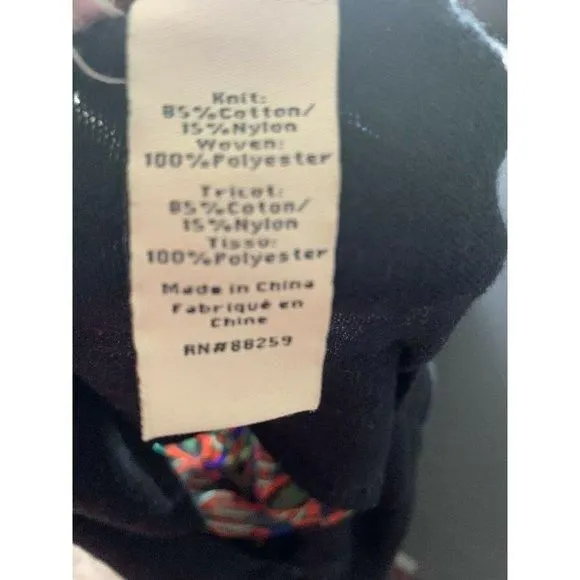 Knit:
85%Cotton/
15%Nylon
Woven:
100%Polyester
Tricot:
85%Coton/
15%Nylon
Tisso:
100%Polyester
Made in China
Fabriqué en
Chine
RN#88259